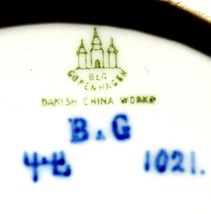 B&G
COPENHAGEN
DANISH CHINA WORKS
B & G
1021.